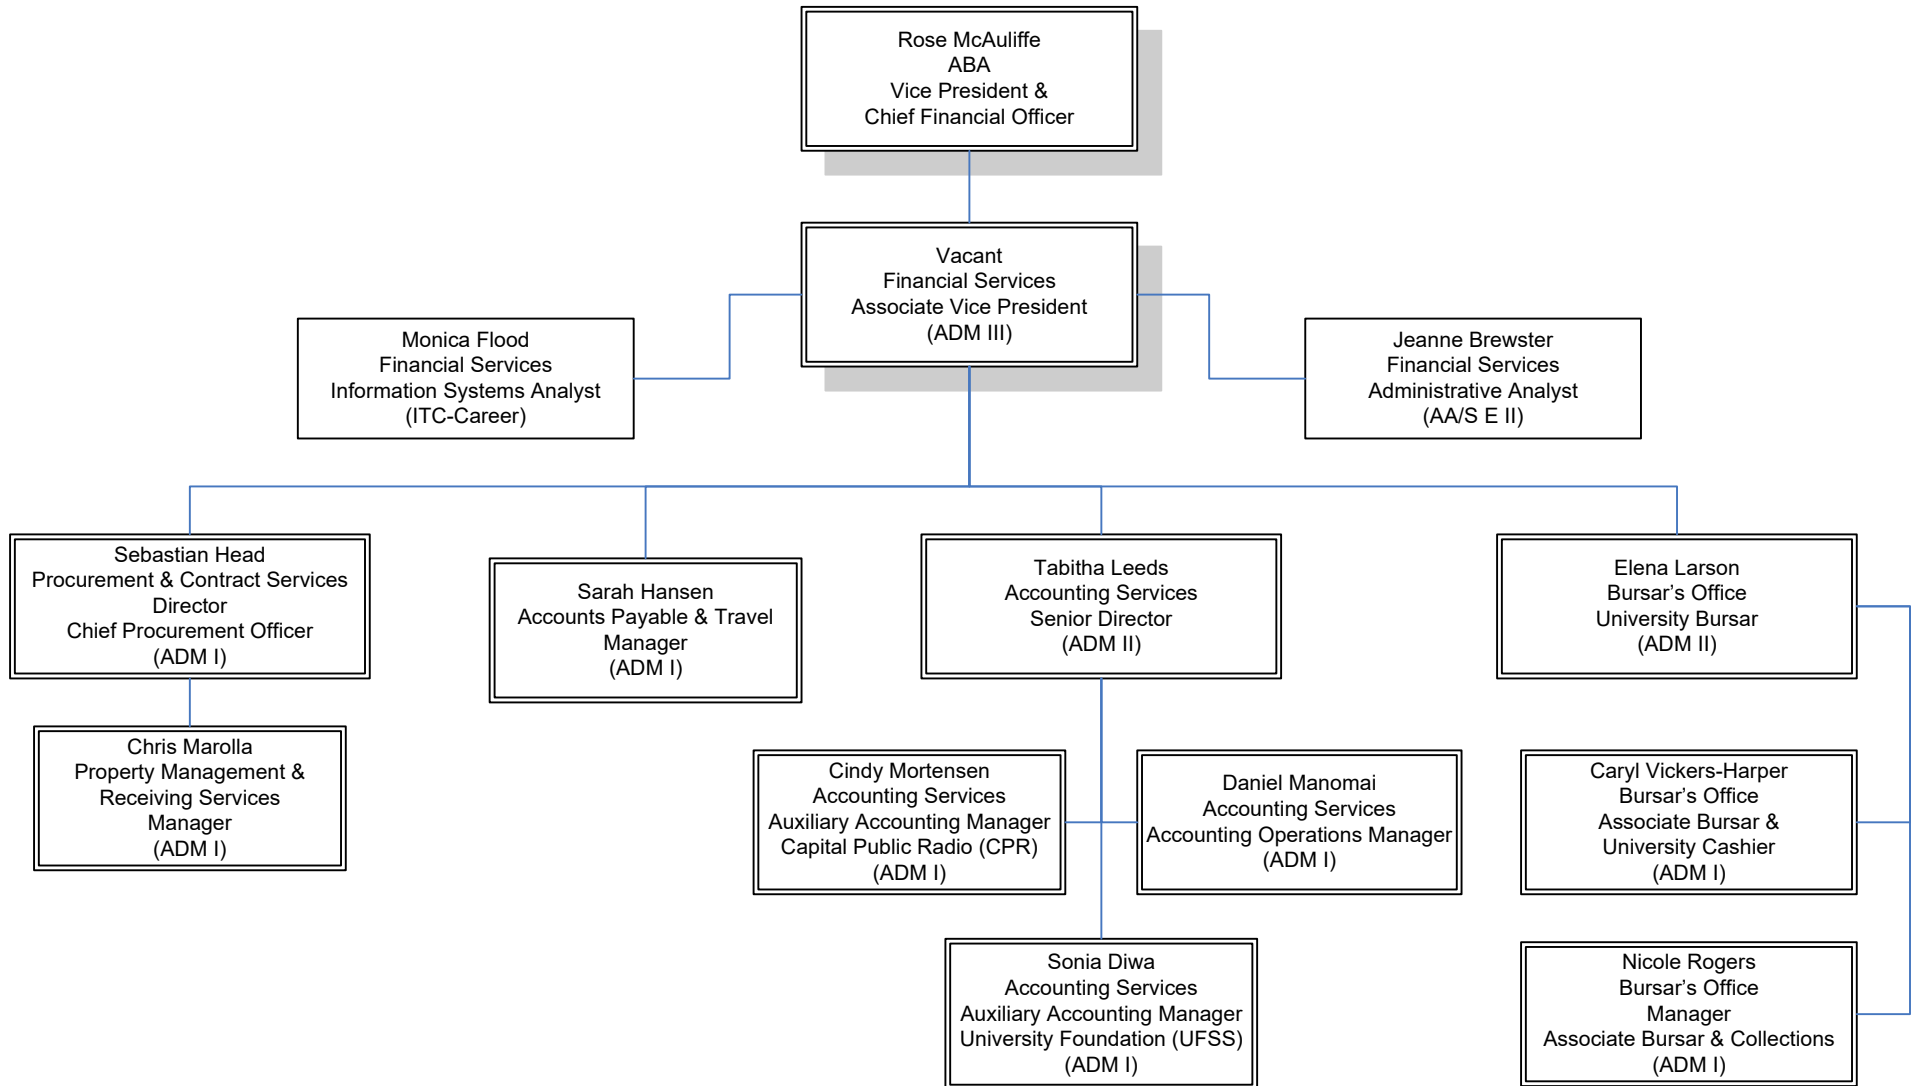 Rose McAuliffe
ABA
Vice President &
Chief Financial Officer
Vacant
Financial Services
Associate Vice President
(ADM III)
Monica Flood
Financial Services
Information Systems Analyst
(ITC-Career)
Jeanne Brewster
Financial Services
Administrative Analyst
(AA/S E II)
Sebastian Head
Procurement & Contract Services
Director
Chief Procurement Officer
(ADM I)
Sarah Hansen
Accounts Payable & Travel
Manager
(ADM I)
Tabitha Leeds
Accounting Services
Senior Director
(ADM II)
Elena Larson
Bursar’s Office
University Bursar
(ADM II)
Chris Marolla
Property Management &
Receiving Services
Manager
(ADM I)
Cindy Mortensen
Accounting Services
Auxiliary Accounting Manager
Capital Public Radio (CPR)
(ADM I)
Daniel Manomai
Accounting Services
Accounting Operations Manager
(ADM I)
Caryl Vickers-Harper
Bursar’s Office
Associate Bursar &
University Cashier
(ADM I)
Sonia Diwa
Accounting Services
Auxiliary Accounting Manager
University Foundation (UFSS)
(ADM I)
Nicole Rogers
Bursar’s Office
Manager
Associate Bursar & Collections
(ADM I)